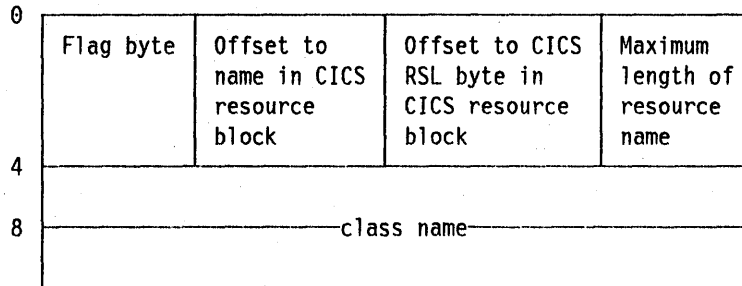 0
Flag byte Offset to Offset to CICS Maximum
name in CICS RSL byte in length of
resource CICS resource resource
block block name
4
8 class name